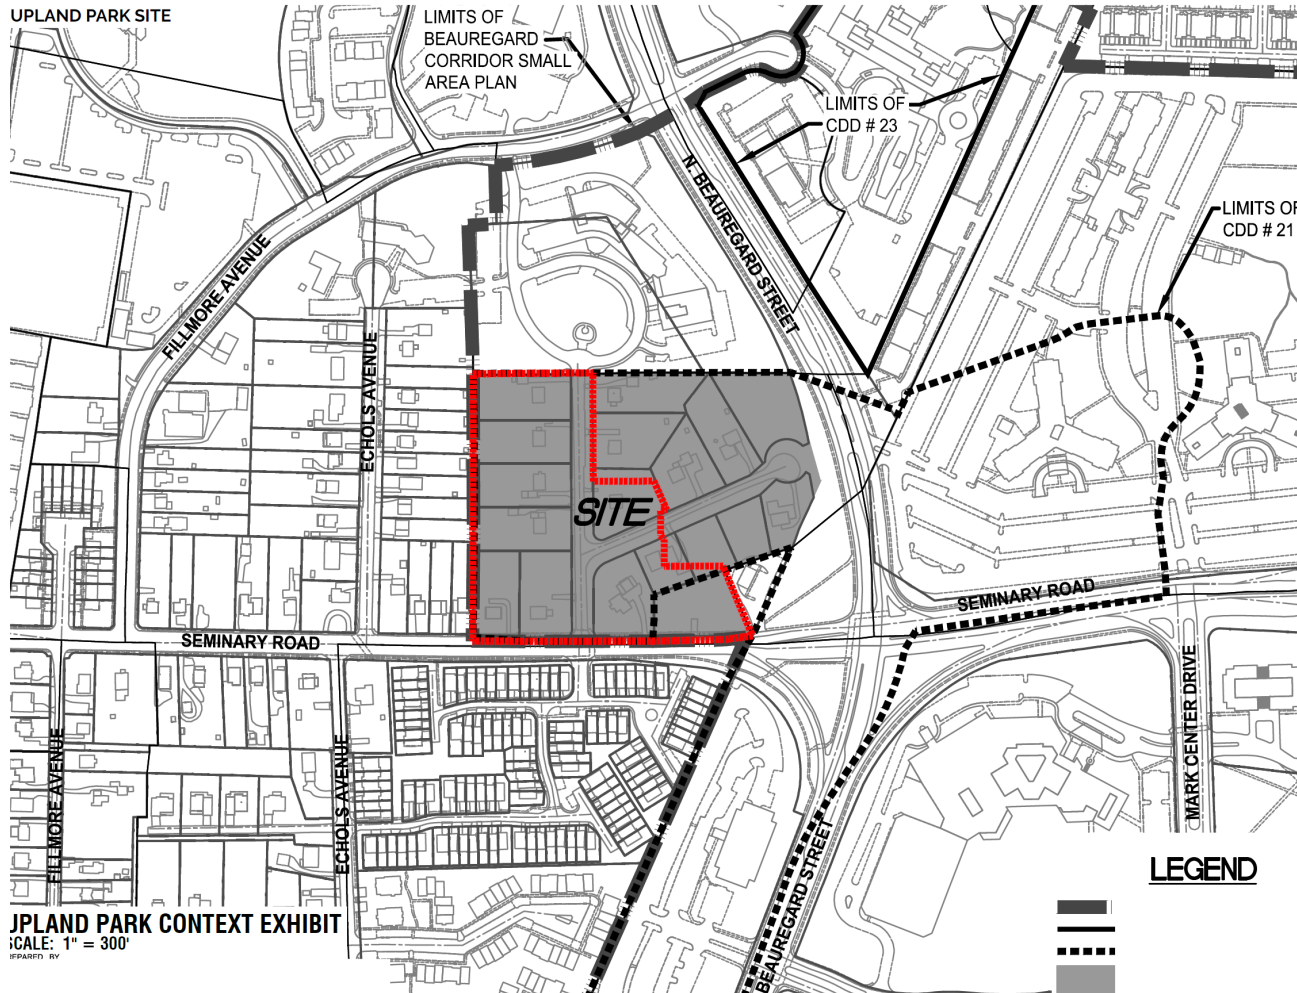 UPLAND PARK SITE
LIMITS OF
BEAUREGARD
CORRIDOR SMALL
AREA PLAN
LIMITS OF
CDD # 23
N. BEAUREGARD STREET
LIMITS OF
CDD # 21
FILLMORE AVENUE
ECHOLS AVENUE
SITE
SEMINARY ROAD
SEMINARY ROAD
MARK CENTER DRIVE
FILLMORE AVENUE
ECHOLS AVENUE
BEAUREGARD STREET
LEGEND
UPLAND PARK CONTEXT EXHIBIT
SCALE: 1" = 300'
PREPARED BY